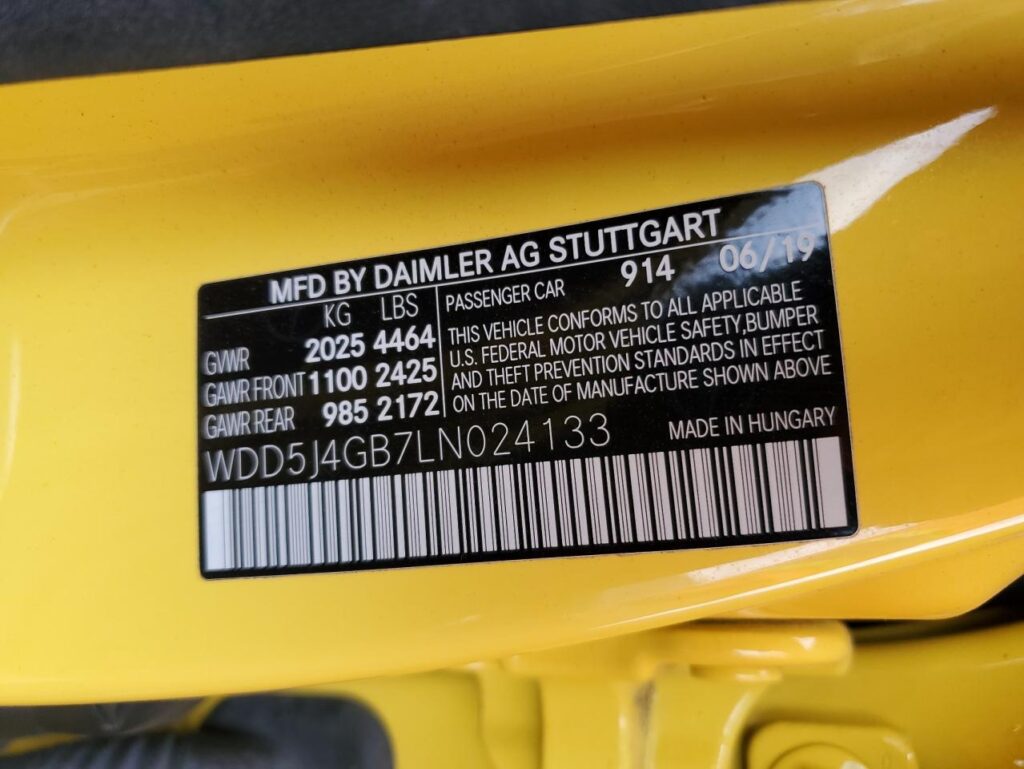 MFD BY DAIMLER AG STUTTGART
KG LBS
GVWR 2025 4464
GAWR FRONT 1100 2425
GAWR REAR 985 2172
PASSENGER CAR 914 06/19
THIS VEHICLE CONFORMS TO ALL APPLICABLE
U.S. FEDERAL MOTOR VEHICLE SAFETY,BUMPER
AND THEFT PREVENTION STANDARDS IN EFFECT
ON THE DATE OF MANUFACTURE SHOWN ABOVE
WDD5J4GB7LN024133
MADE IN HUNGARY